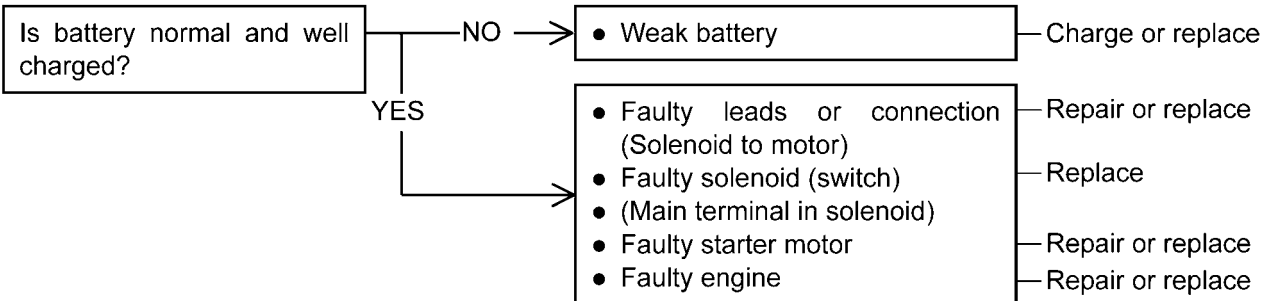 Is battery normal and well
charged?
NO
● Weak battery
Charge or replace
YES
● Faulty leads or connection
(Solenoid to motor)
● Faulty solenoid (switch)
● (Main terminal in solenoid)
● Faulty starter motor
● Faulty engine
Repair or replace
Replace
Repair or replace
Repair or replace